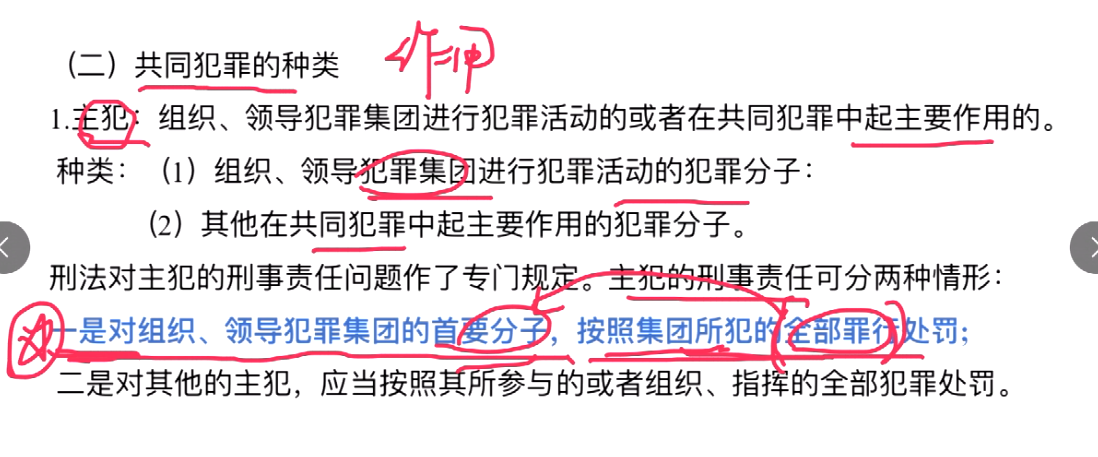 （二）共同犯罪的种类
1.主犯：组织、领导犯罪集团进行犯罪活动的或者在共同犯罪中起主要作用的。
种类：（1）组织、领导犯罪集团进行犯罪活动的犯罪分子：
（2）其他在共同犯罪中起主要作用的犯罪分子。
刑法对主犯的刑事责任问题作了专门规定。主犯的刑事责任可分两种情形：
一是对组织、领导犯罪集团的首要分子，按照集团所犯的全部罪行处罚；
二是对其他的主犯，应当按照其所参与的或者组织、指挥的全部犯罪处罚。